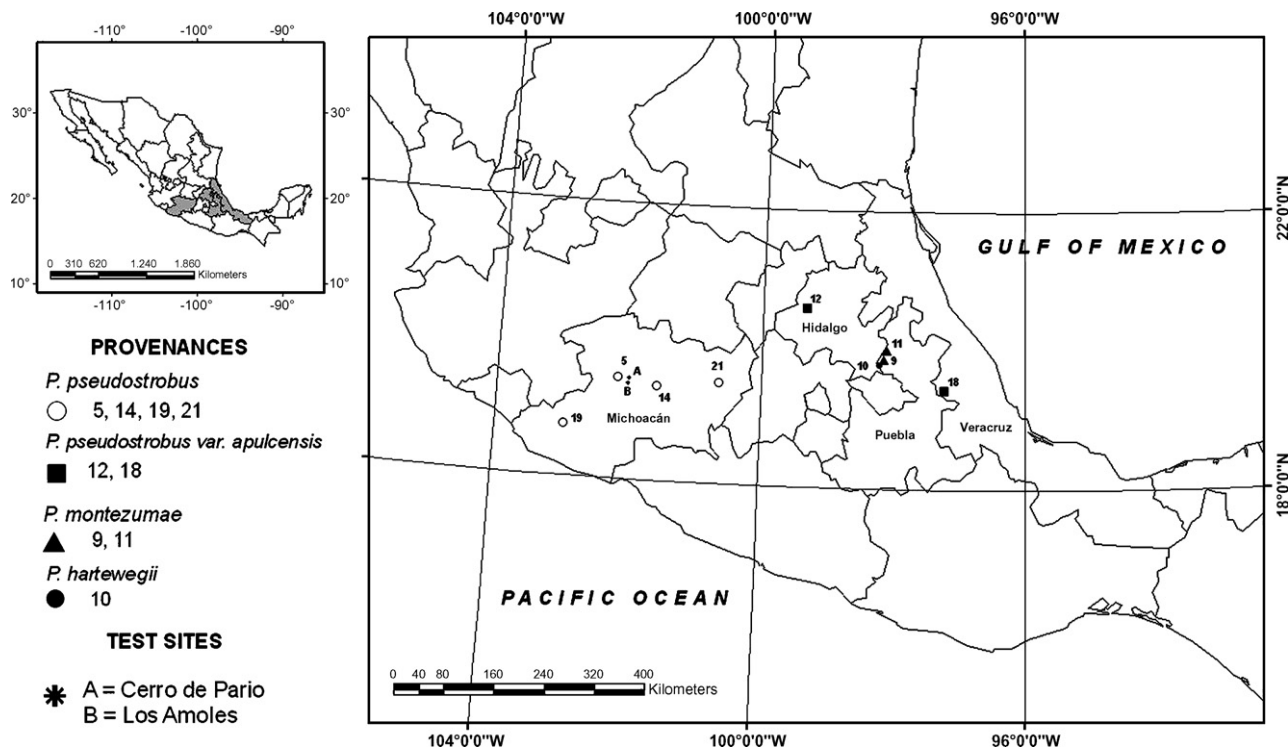 -110° -100° -90°
30° 30°
20° 20°
10° 10°
0 310 620 1.240 1.860
Kilometers
-110° -100° -90°
PROVENANCES
P. pseudostrobus
5, 14, 19, 21
P. pseudostrobus var. apulcensis
12, 18
P. montezumae
9, 11
P. hartewegii
10
TEST SITES
A = Cerro de Pario
B = Los Amoles
104°0'0"W 100°0'0"W 96°0'0"W
22°0'0"N
GULF OF MEXICO
12
Hidalgo
11
10 9
5 A
B
14
21
18
19
Michoacán
Puebla
Veracruz
18°0'0"N
PACIFIC OCEAN
0 40 80 160 240 320 400
Kilometers
104°0'0"W 100°0'0"W 96°0'0"W